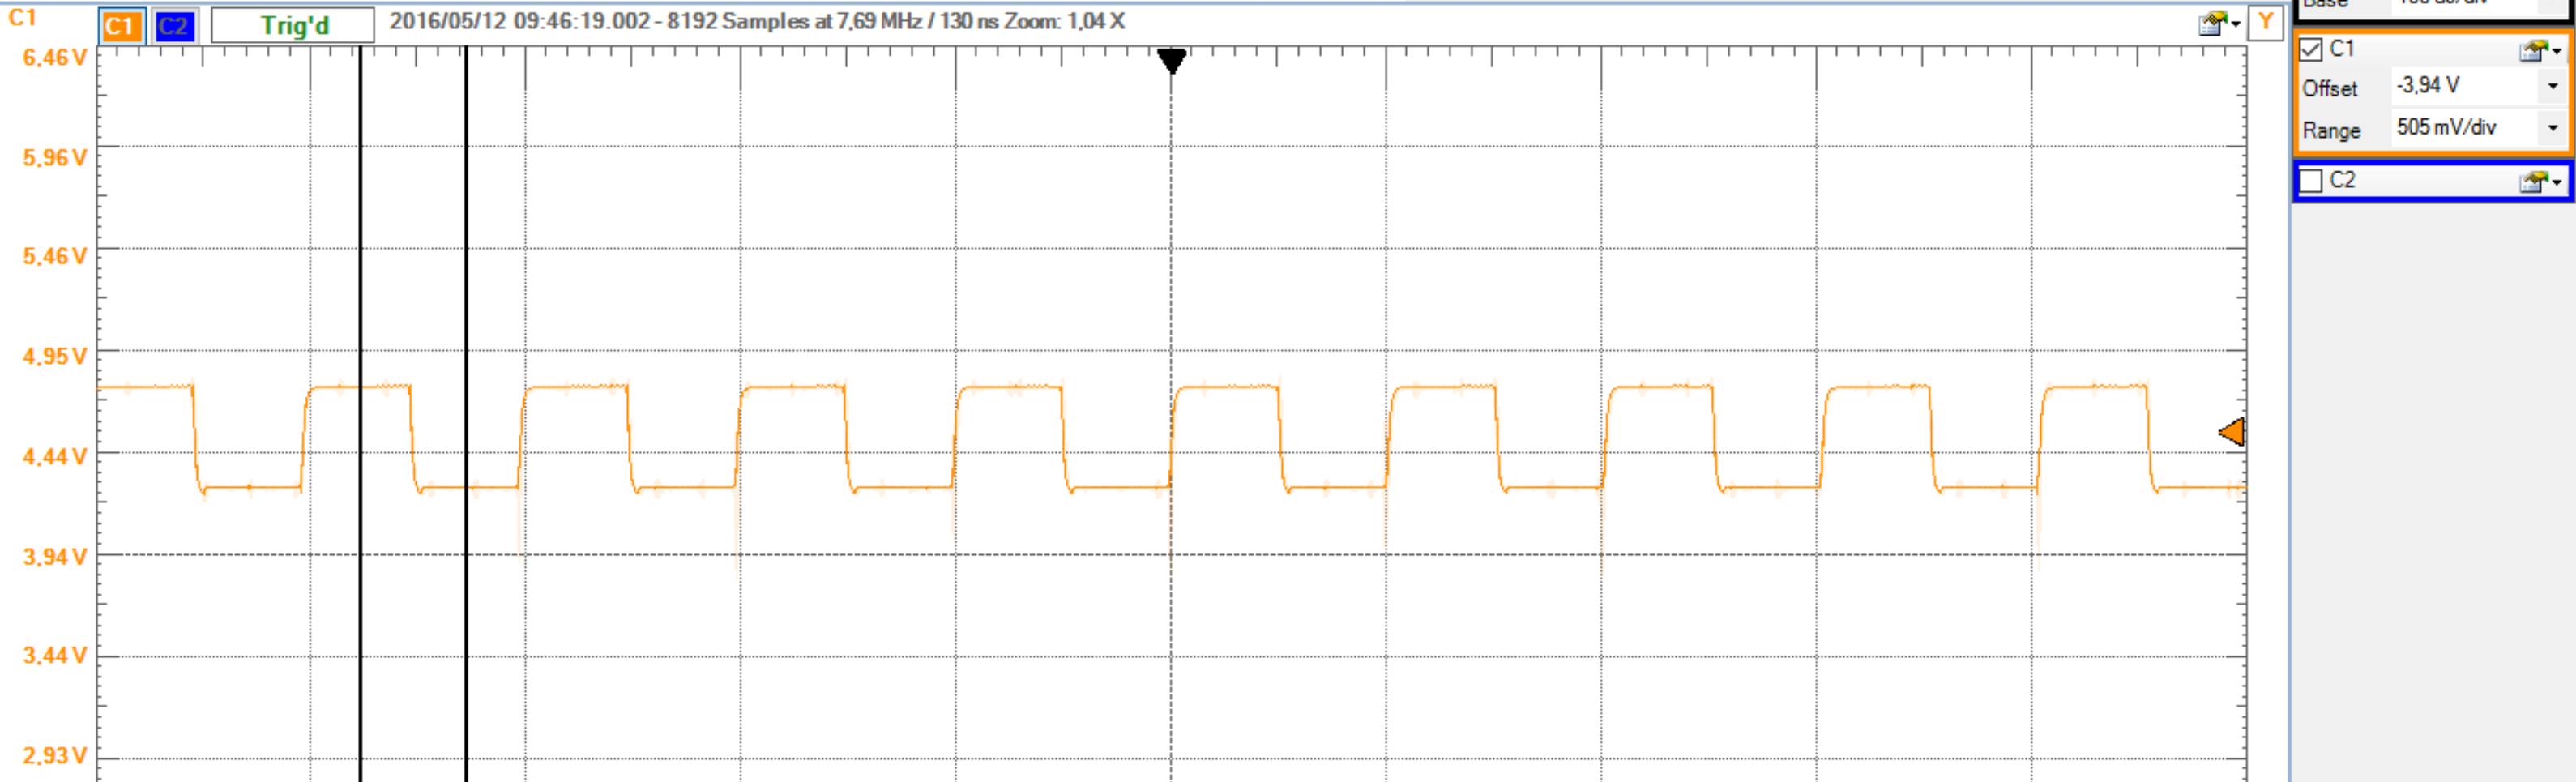 C1
C1 C2 Trig'd 2016/05/12 09:46:19.002 - 8192 Samples at 7,69 MHz / 130 ns Zoom: 1,04 X Y
6,46 V
5,96 V
5,46 V
4,95 V
4,44 V
3,94 V
3,44 V
2,93 V
Base
C1
Offset -3,94 V
Range 505 mV/div
C2